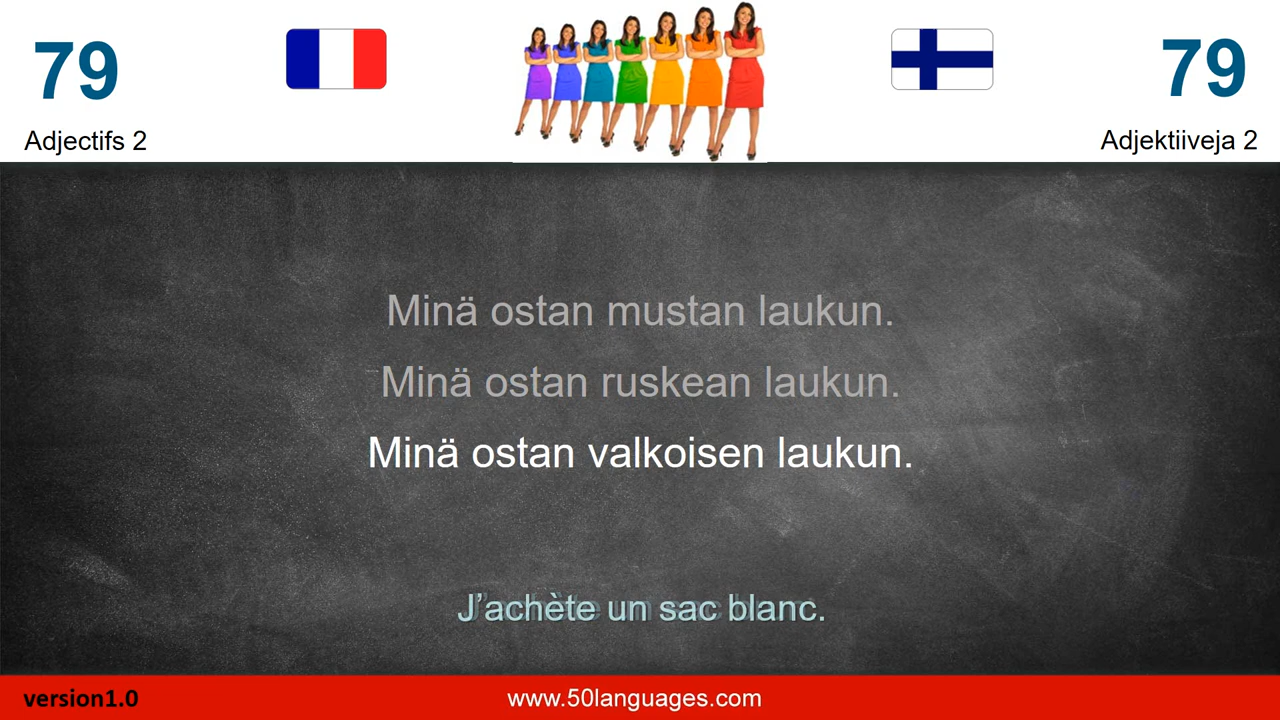 79
79
Adjectifs 2
Adjektiiveja 2
Minä ostan mustan laukun.
Minä ostan ruskean laukun.
Minä ostan valkoisen laukun.
J’achète un sac blanc.
version1.0
www.50languages.com